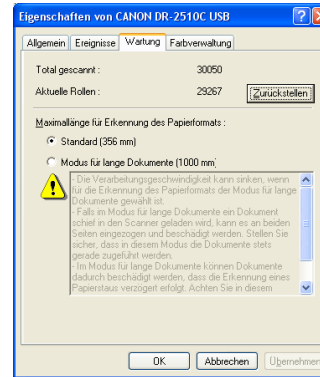 Eigenschaften von CANON DR-2510C USB
Allgemein Ereignisse Wartung Farbverwaltung
Total gescannt : 30050
Aktuelle Rollen : 29267 Zurückstellen
Maximallänge für Erkennung des Papierformats :
Standard (356 mm)
Modus für lange Dokumente (1000 mm)
- Die Verarbeitungsgeschwindigkeit kann sinken, wenn
für die Erkennung des Papierformats der Modus für lange
Dokumente gewählt ist.
- Falls im Modus für lange Dokumente ein Dokument
schief in den Scanner geladen wird, kann es an beiden
Seiten eingezogen und beschädigt werden. Stellen Sie
sicher, dass in diesem Modus die Dokumente stets
gerade zugeführt werden.
- Im Modus für lange Dokumente können Dokumente
dadurch beschädigt werden, dass die Erkennung eines
Papierstaus verzögert erfolgt. Achten Sie in diesem
OK Abbrechen Übernehmen